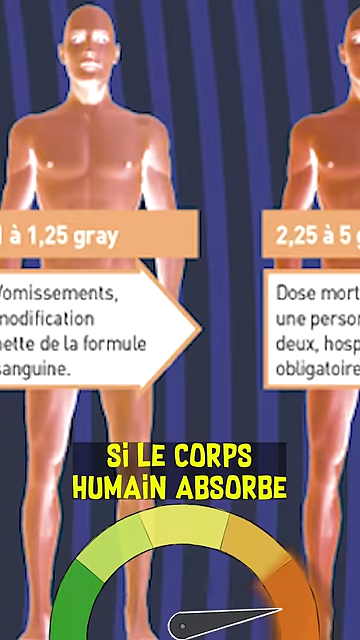 à 1,25 gray
Vomissements,
modification
nette de la formule
sanguine.
2,25 à 5
Dose mort
une perso
deux, hosp
obligatoire
Si LE CORPS
HUMAiN ABSORBE